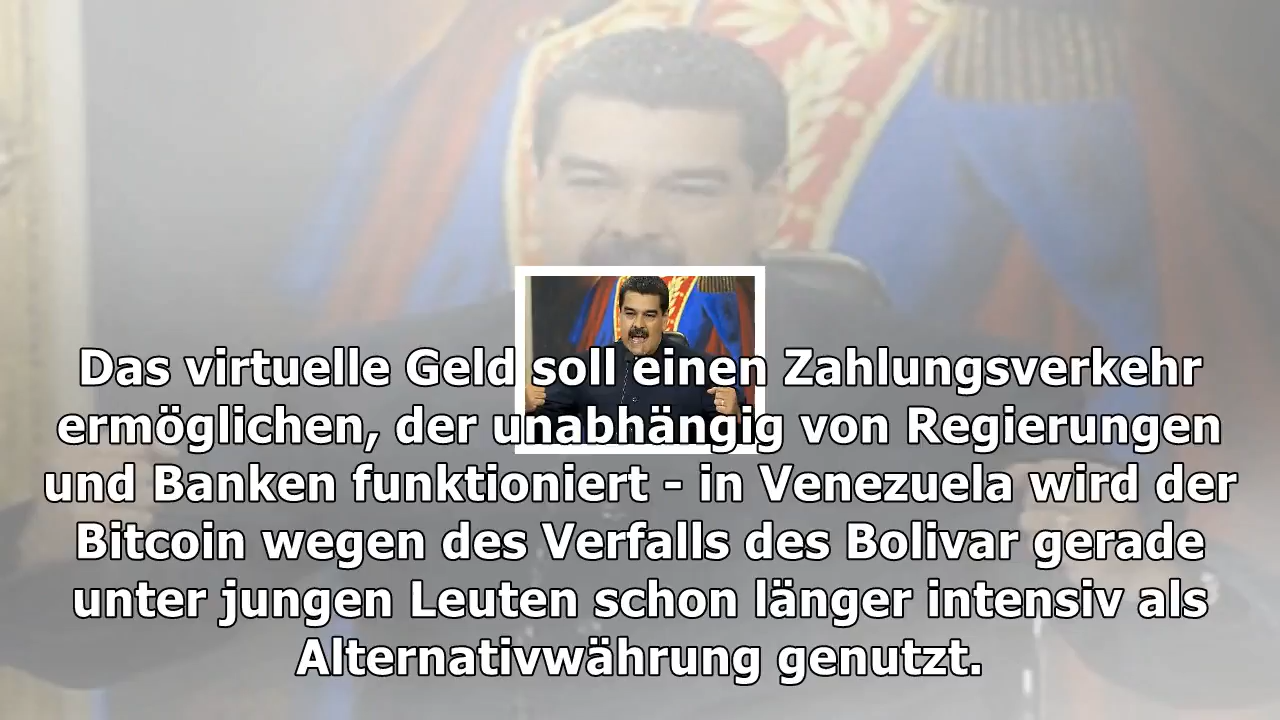 Das virtuelle Geld soll einen Zahlungsverkehr
ermöglichen, der unabhängig von Regierungen
und Banken funktioniert - in Venezuela wird der
Bitcoin wegen des Verfalls des Bolivar gerade
unter jungen Leuten schon länger intensiv als
Alternativwährung genutzt.